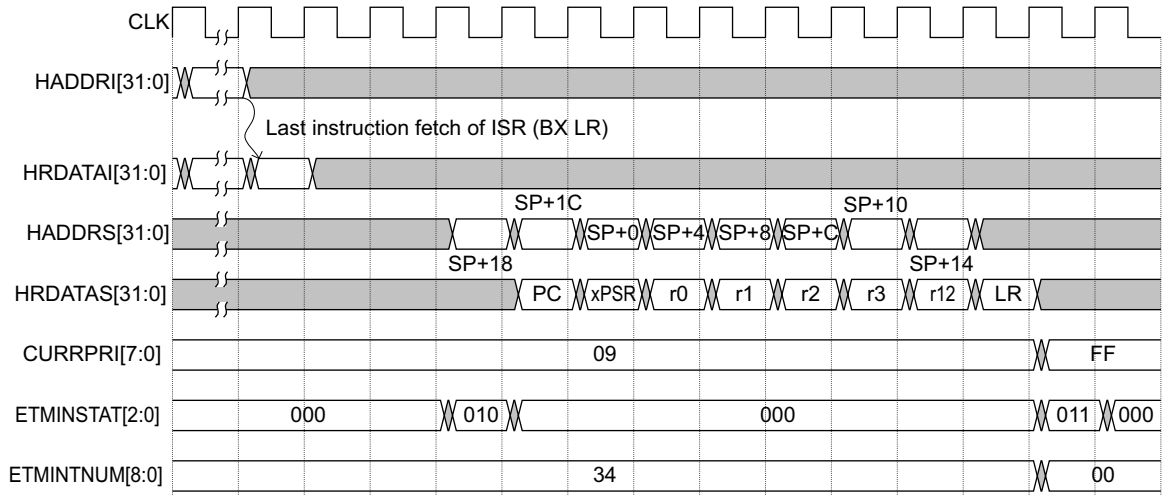 CLK
HADDRI[31:0]
Last instruction fetch of ISR (BX LR)
HRDATAI[31:0]
SP+1C SP+10
HADDRS[31:0] SP+0 SP+4 SP+8 SP+C
SP+18 SP+14
HRDATAS[31:0] PC xPSR r0 r1 r2 r3 r12 LR
CURRPRI[7:0] 09 FF
ETMINSTAT[2:0] 000 010 000 011 000
ETMINTNUM[8:0] 34 00